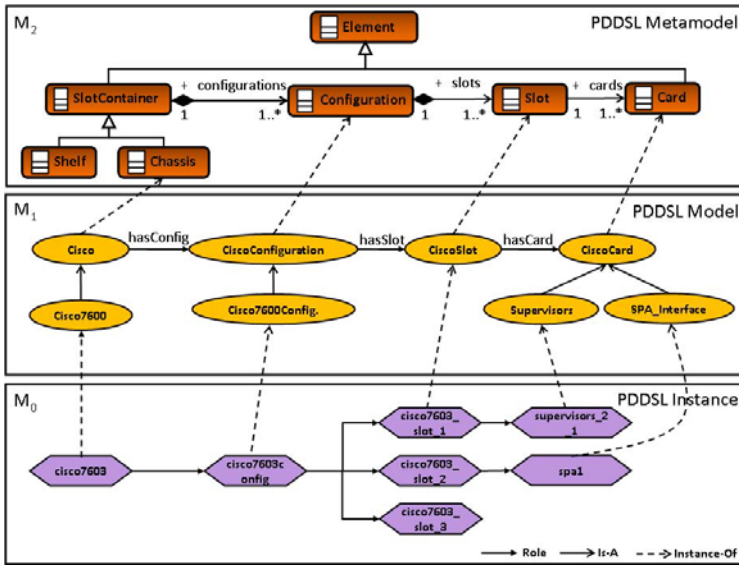 M2
PDDSL Metamodel
Element
SlotContainer
+ configurations
1
1..*
Configuration
+ slots
1
1..*
Slot
+ cards
1
1..*
Card
Shelf
Chassis
M1
PDDSL Model
Cisco
hasConfig
CiscoConfiguration
hasSlot
CiscoSlot
hasCard
CiscoCard
Cisco7600
Cisco7600Config.
Supervisors
SPA_Interface
M0
PDDSL Instance
cisco7603
cisco7603c
onfig
cisco7603_
slot_1
supervisors_2
_1
cisco7603_
slot_2
spa1
cisco7603_
slot_3
Role
Is-A
Instance-Of